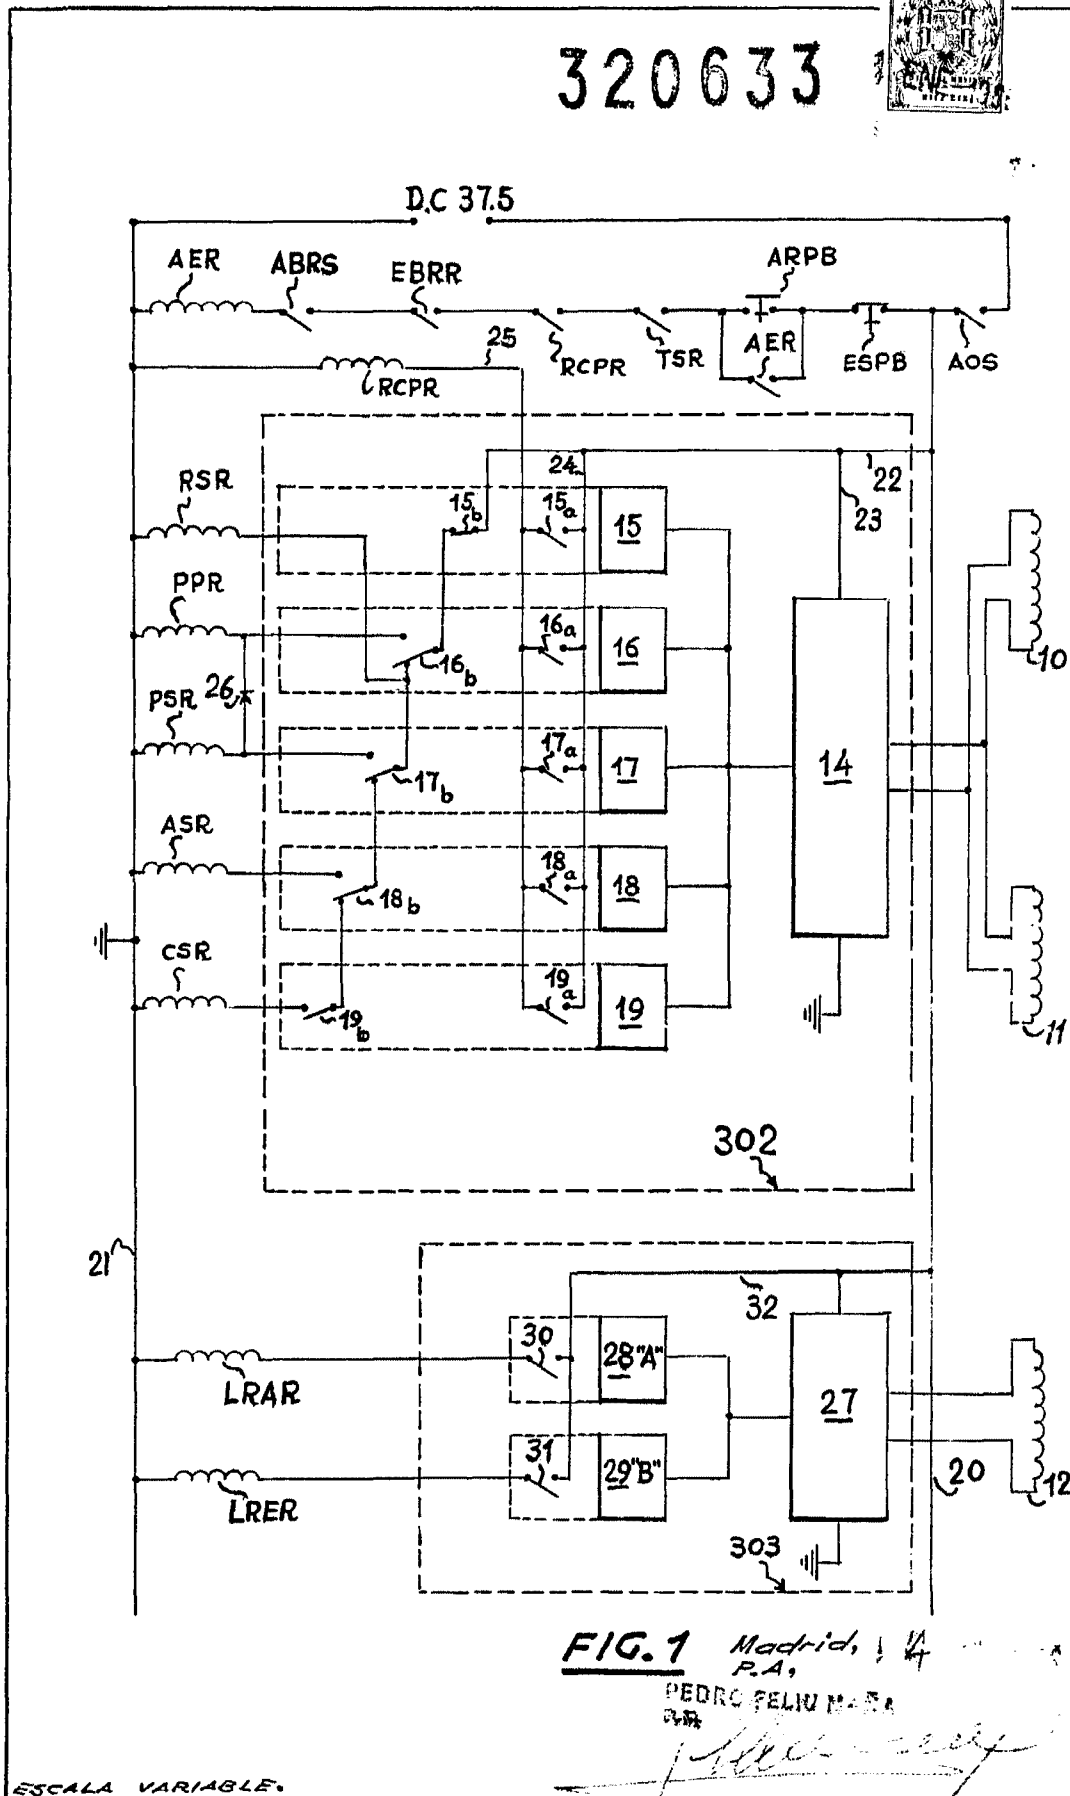 320633
D.C 37.5
AER
ABRS
EBRR
ARPB
25
RCPR
TSR
AER
ESPB
AOS
RCPR
24
22
23
RSR
15b
15a
15
PPR
16a
16b
16
10
PSR
26
17a
17b
17
14
ASR
18a
18b
18
CSR
19a
19b
19
11
302
21
32
30
28"A"
LRAR
27
31
29"B"
LRER
20
12
303
FIG. 1
Madrid,
P.A,
PEDRO FELIU
ESCALA VARIABLE.